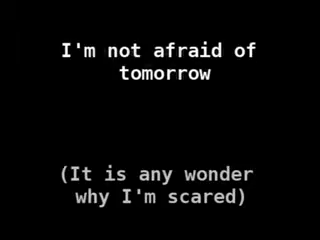 I'm not afraid of
tomorrow
(It is any wonder
why I'm scared)